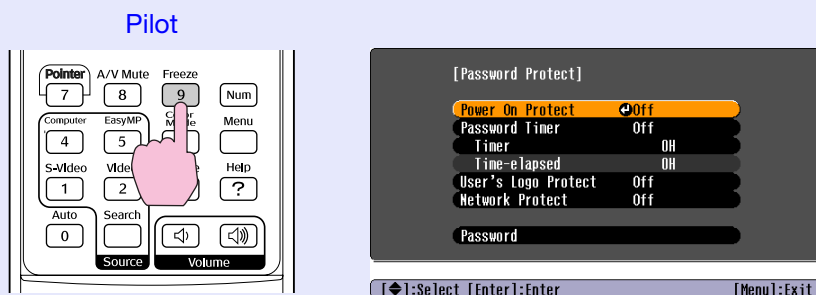 Pilot
Pointer A/V Mute Freeze
7 8 9 Num
Computer EasyMP Menu
4 5
S-Video Help
1 2 ?
Auto Search
0
Source Volume
[Password Protect]
Power On Protect Off
Password Timer Off
Timer 0H
Time-elapsed 0H
User's Logo Protect Off
Network Protect Off
Password
[◆]:Select [Enter]:Enter [Menu]:Exit